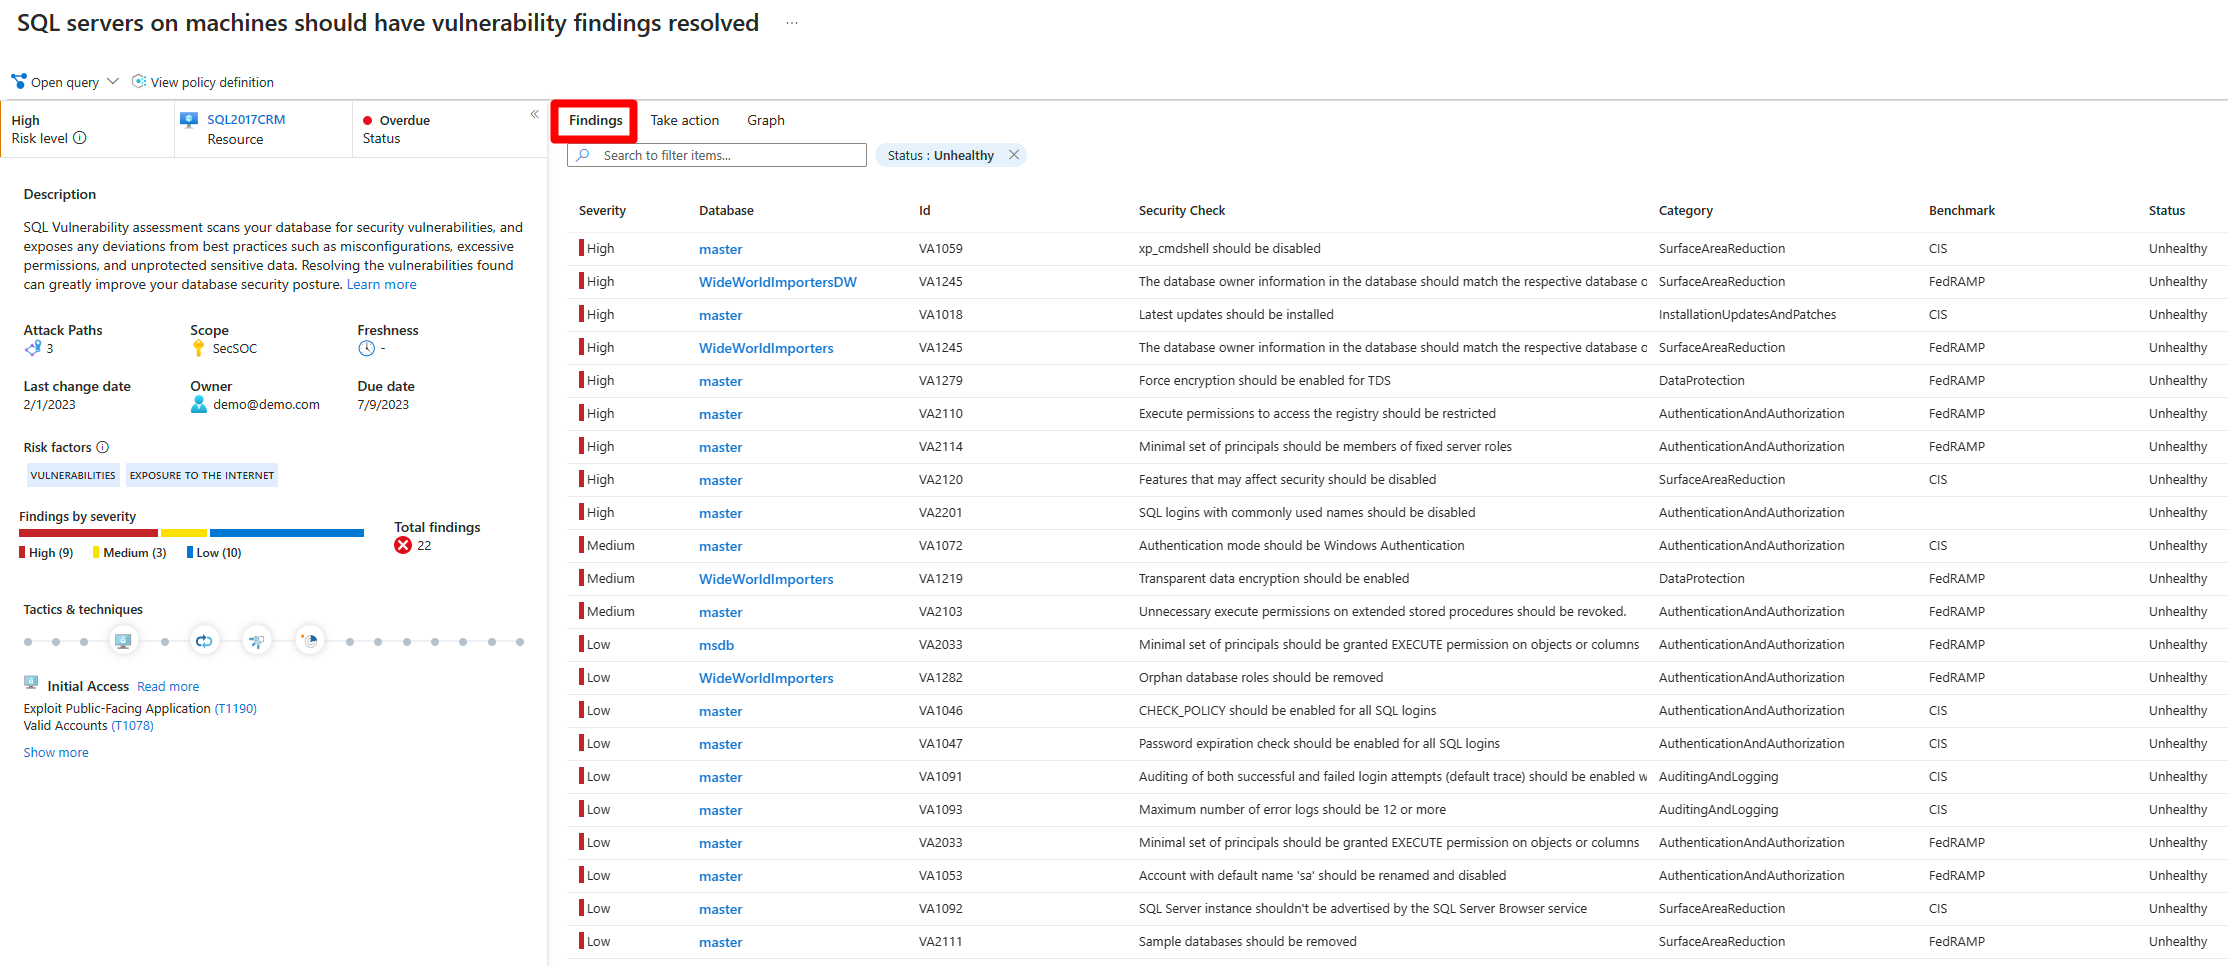 SQL servers on machines should have vulnerability findings resolved ...
Open query View policy definition
High
Risk level
SQL2017CRM
Resource
Overdue
Status
Description
SQL Vulnerability assessment scans your database for security vulnerabilities, and
exposes any deviations from best practices such as misconfigurations, excessive
permissions, and unprotected sensitive data. Resolving the vulnerabilities found
can greatly improve your database security posture. Learn more
Attack Paths Scope Freshness
3 SecSOC -
Last change date Owner Due date
2/1/2023 demo@demo.com 7/9/2023
Risk factors
VULNERABILITIES EXPOSURE TO THE INTERNET
Findings by severity
High (9) Medium (3) Low (10)
Total findings
22
Tactics & techniques
Initial Access Read more
Exploit Public-Facing Application (T1190)
Valid Accounts (T1078)
Show more
Findings Take action Graph
Search to filter items... Status : Unhealthy
Severity Database Id Security Check Category Benchmark Status
High master VA1059 xp_cmdshell should be disabled SurfaceAreaReduction CIS Unhealthy
High WideWorldImportersDW VA1245 The database owner information in the database should match the respective database o SurfaceAreaReduction FedRAMP Unhealthy
High master VA1018 Latest updates should be installed InstallationUpdatesAndPatches CIS Unhealthy
High WideWorldImporters VA1245 The database owner information in the database should match the respective database o SurfaceAreaReduction FedRAMP Unhealthy
High master VA1279 Force encryption should be enabled for TDS DataProtection FedRAMP Unhealthy
High master VA2110 Execute permissions to access the registry should be restricted AuthenticationAndAuthorization FedRAMP Unhealthy
High master VA2114 Minimal set of principals should be members of fixed server roles AuthenticationAndAuthorization FedRAMP Unhealthy
High master VA2120 Features that may affect security should be disabled SurfaceAreaReduction CIS Unhealthy
High master VA2201 SQL logins with commonly used names should be disabled AuthenticationAndAuthorization Unhealthy
Medium master VA1072 Authentication mode should be Windows Authentication AuthenticationAndAuthorization CIS Unhealthy
Medium WideWorldImporters VA1219 Transparent data encryption should be enabled DataProtection FedRAMP Unhealthy
Medium master VA2103 Unnecessary execute permissions on extended stored procedures should be revoked. AuthenticationAndAuthorization FedRAMP Unhealthy
Low msdb VA2033 Minimal set of principals should be granted EXECUTE permission on objects or columns AuthenticationAndAuthorization FedRAMP Unhealthy
Low WideWorldImporters VA1282 Orphan database roles should be removed AuthenticationAndAuthorization FedRAMP Unhealthy
Low master VA1046 CHECK_POLICY should be enabled for all SQL logins AuthenticationAndAuthorization CIS Unhealthy
Low master VA1047 Password expiration check should be enabled for all SQL logins AuthenticationAndAuthorization CIS Unhealthy
Low master VA1091 Auditing of both successful and failed login attempts (default trace) should be enabled w AuditingAndLogging CIS Unhealthy
Low master VA1093 Maximum number of error logs should be 12 or more AuditingAndLogging CIS Unhealthy
Low master VA2033 Minimal set of principals should be granted EXECUTE permission on objects or columns AuthenticationAndAuthorization FedRAMP Unhealthy
Low master VA1053 Account with default name 'sa' should be renamed and disabled AuthenticationAndAuthorization FedRAMP Unhealthy
Low master VA1092 SQL Server instance shouldn't be advertised by the SQL Server Browser service SurfaceAreaReduction CIS Unhealthy
Low master VA2111 Sample databases should be removed SurfaceAreaReduction FedRAMP Unhealthy